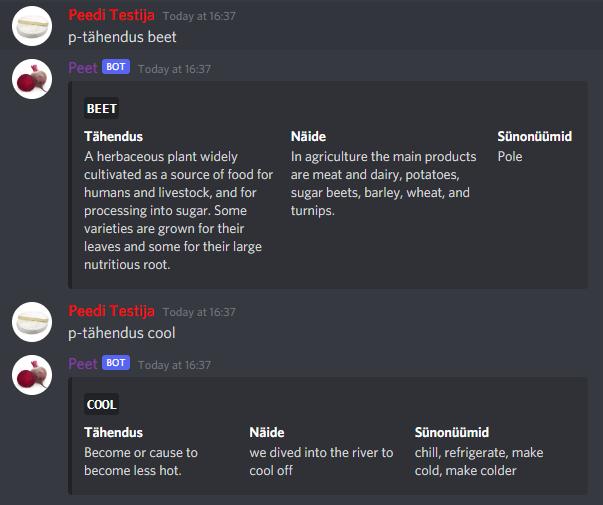 Peedi Testija Today at 16:37
p-tähendus beet
Peet BOT Today at 16:37
BEET
Tähendus
A herbaceous plant widely
cultivated as a source of food for
humans and livestock, and for
processing into sugar. Some
varieties are grown for their
leaves and some for their large
nutritious root.
Näide
In agriculture the main products
are meat and dairy, potatoes,
sugar beets, barley, wheat, and
turnips.
Sünonüümid
Pole
Peedi Testija Today at 16:37
p-tähendus cool
Peet BOT Today at 16:37
COOL
Tähendus
Become or cause to
become less hot.
Näide
we dived into the river to
cool off
Sünonüümid
chill, refrigerate, make
cold, make colder